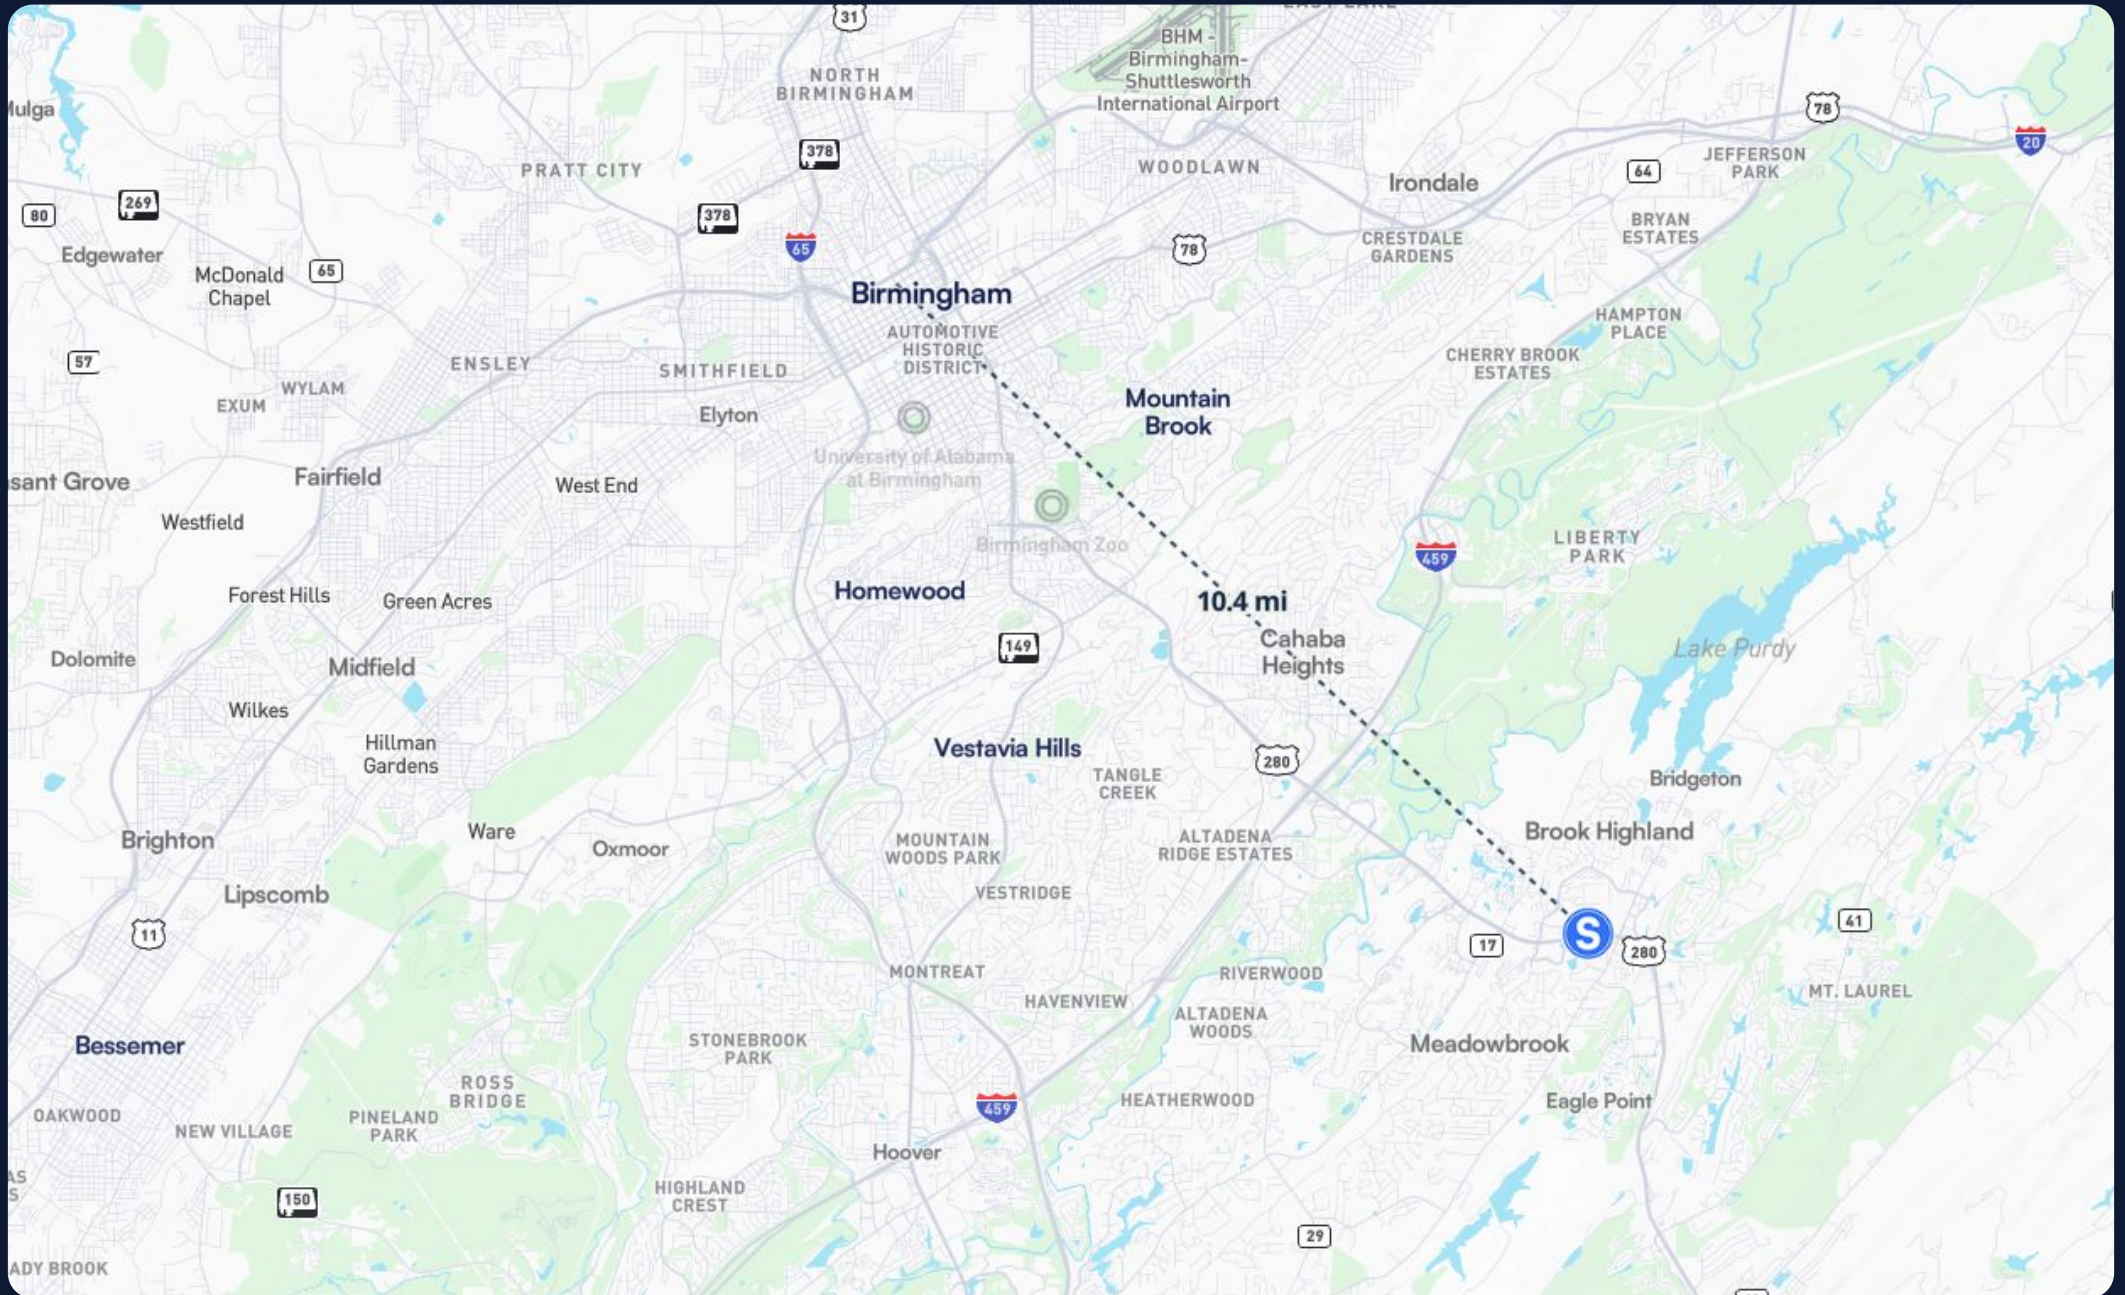 31
EAST LAKE
BHM -
Birmingham-
Shuttlesworth
International Airport
NORTH
BIRMINGHAM
Mulga
78
20
378
PRATT CITY
WOODLAWN
Irondale
64
JEFFERSON
PARK
80
269
378
65
78
CRESTDALE
GARDENS
BRYAN
ESTATES
Edgewater
McDonald
Chapel
65
Birmingham
AUTOMOTIVE
HISTORIC
DISTRICT
HAMPTON
PLACE
57
ENSLEY
SMITHFIELD
CHERRY BROOK
ESTATES
EXUM
WYLAM
Elyton
Mountain
Brook
University of Alabama
at Birmingham
sant Grove
Fairfield
West End
Westfield
Birmingham Zoo
459
LIBERTY
PARK
Forest Hills
Green Acres
Homewood
10.4 mi
Cahaba
Heights
149
Lake Purdy
Dolomite
Midfield
Wilkes
Hillman
Gardens
Vestavia Hills
280
TANGLE
CREEK
Bridgeton
Brighton
Ware
Oxmoor
MOUNTAIN
WOODS PARK
ALTADENA
RIDGE ESTATES
Brook Highland
Lipscomb
VESTRIDGE
11
17
S
280
41
MONTREAT
RIVERWOOD
HAVENVIEW
MT. LAUREL
Bessemer
STONEBROOK
PARK
ALTADENA
WOODS
Meadowbrook
OAKWOOD
NEW VILLAGE
ROSS
BRIDGE
PINELAND
PARK
459
HEATHERWOOD
Eagle Point
Hoover
AS
S
150
HIGHLAND
CREST
29
ADY BROOK